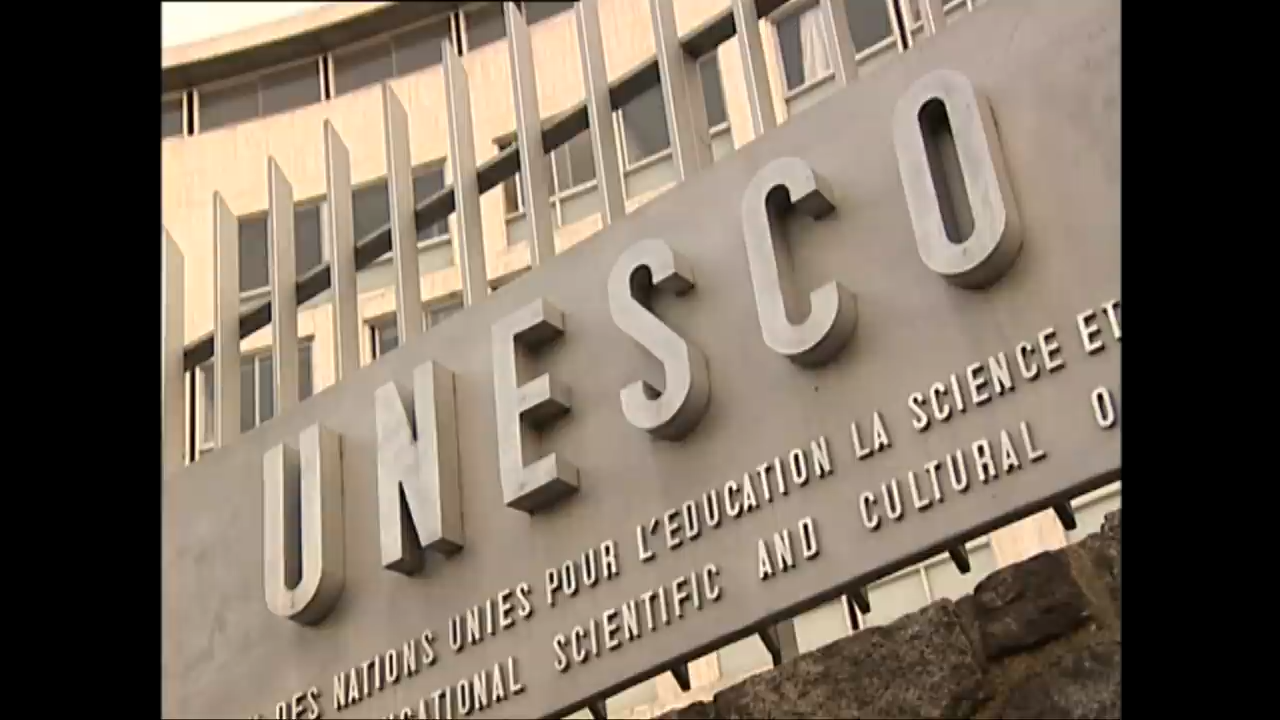 UNESCO
DES NATIONS UNIES POUR L'EDUCATION LA SCIENCE ET
SCIENTIFIC AND CULTURAL